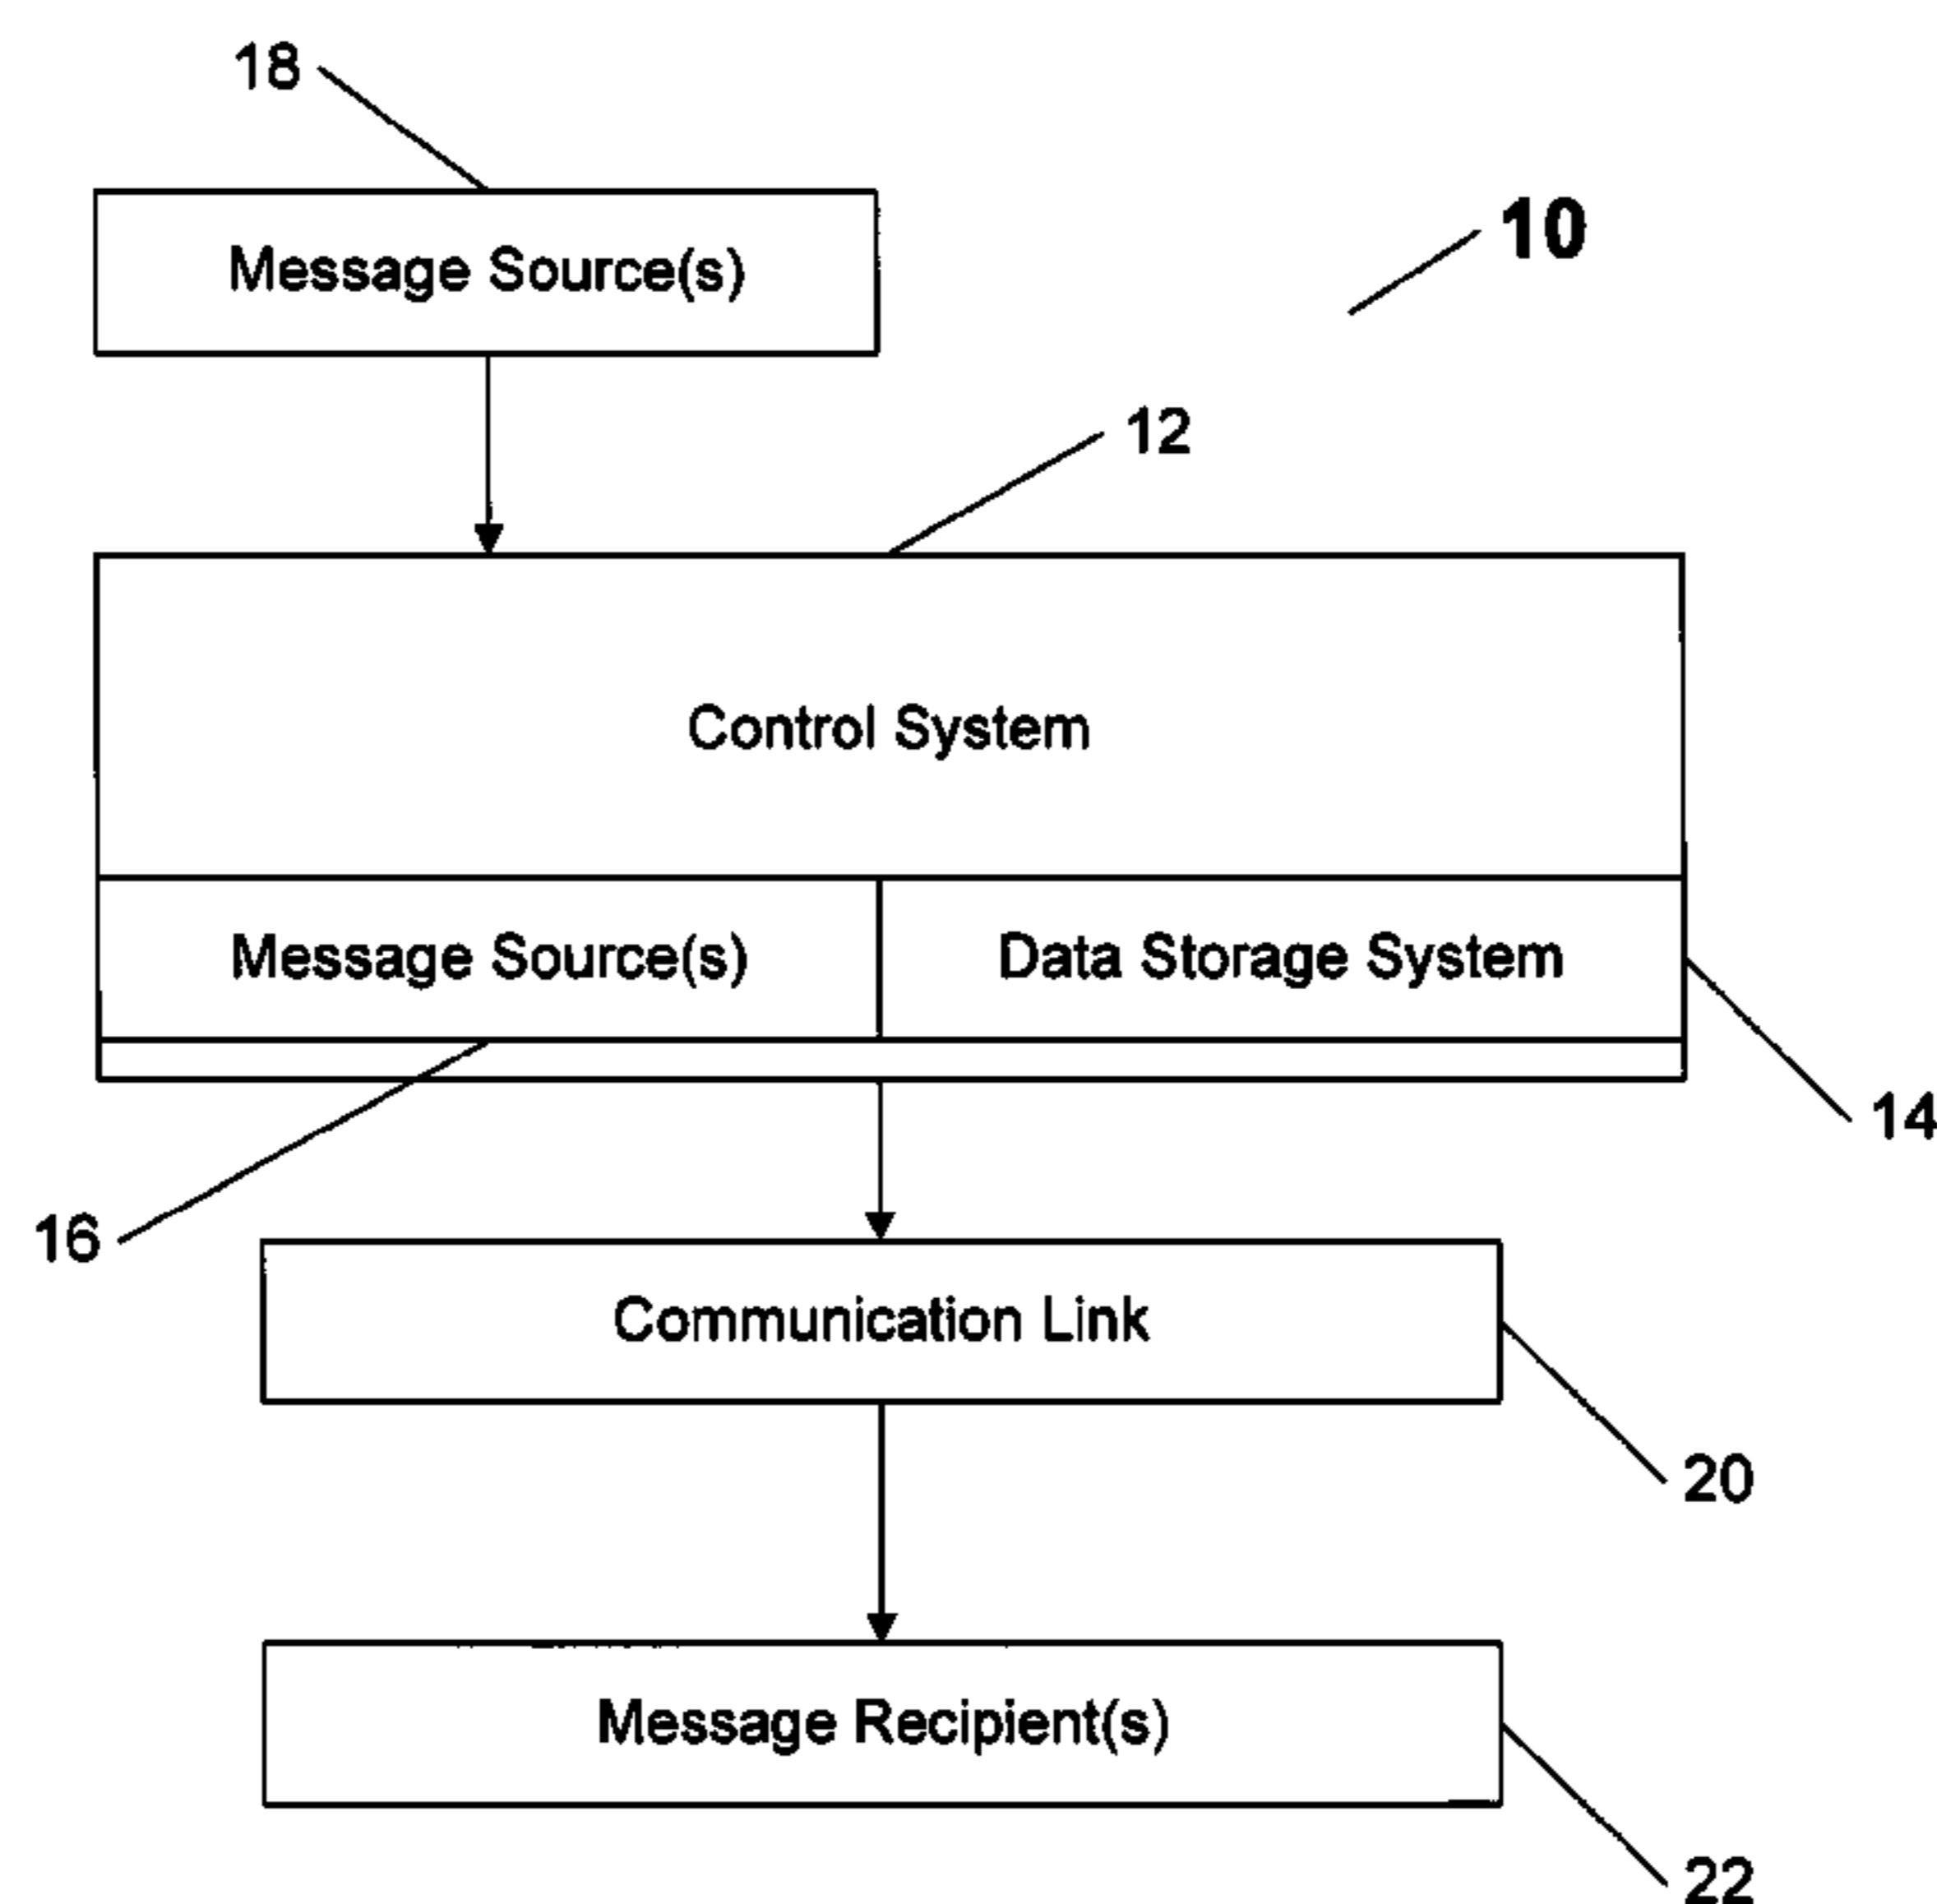 18
10
Message Source(s)
12
Control System
Message Source(s)
Data Storage System
14
16
Communication Link
20
Message Recipient(s)
22